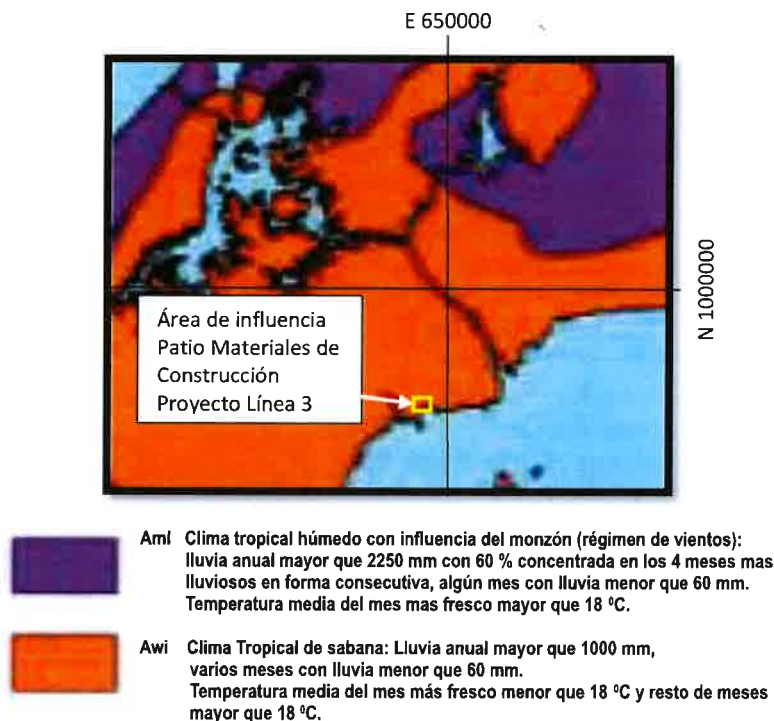 E 650000
N 1000000
Área de influencia
Patio Materiales de
Construcción
Proyecto Línea 3
Aml Clima tropical húmedo con influencia del monzón (régimen de vientos):
lluvia anual mayor que 2250 mm con 60 % concentrada en los 4 meses mas
lluviosos en forma consecutiva, algún mes con lluvia menor que 60 mm.
Temperatura media del mes mas fresco mayor que 18 ºC.
Awi Clima Tropical de sabana: Lluvia anual mayor que 1000 mm,
varios meses con lluvia menor que 60 mm.
Temperatura media del mes más fresco menor que 18 ºC y resto de meses
mayor que 18 ºC.